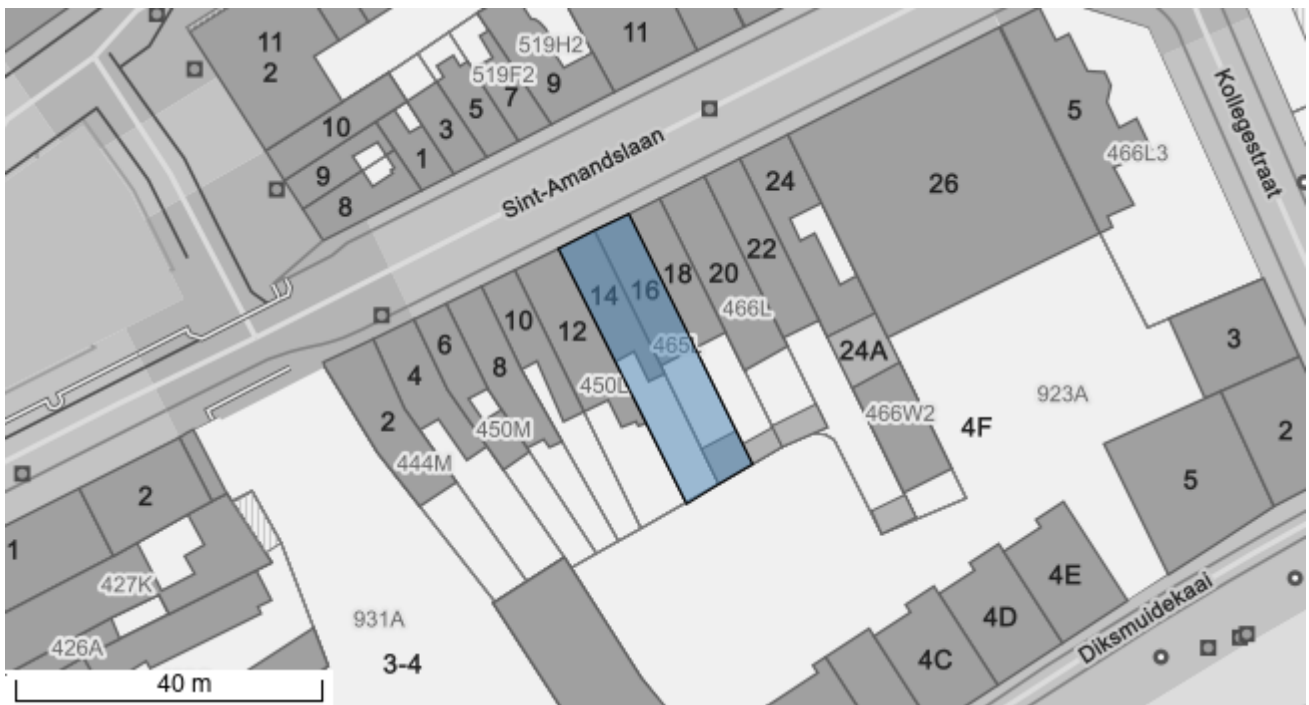 11
2
519H2
11
519F2
9
7
5
3
1
10
9
8
Sint-Amandslaan
Kollegestraat
5
466L3
26
24
22
20
18
16
14
12
10
8
6
4
2
466L
465L
450L
450M
444M
24A
466W2
4F
923A
3
2
5
2
1
427K
426A
931A
3-4
4E
4D
4C
Diksmuidekaai
40 m